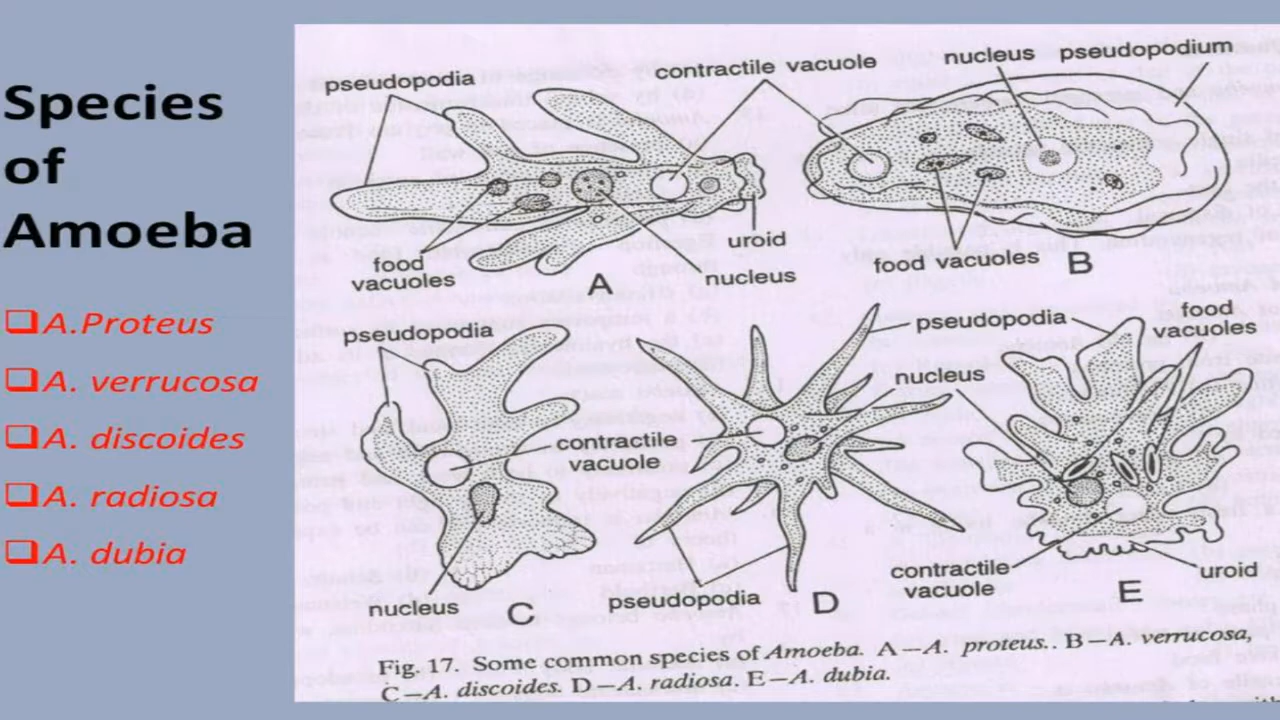 Species
of
Amoeba
A.Proteus
A. verrucosa
A. discoides
A. radiosa
A. dubia
pseudopodia
contractile vacuole
nucleus
pseudopodium
food
vacuoles
uroid
nucleus
A
food vacuoles
B
pseudopodia
pseudopodia
food
vacuoles
nucleus
contractile
vacuole
nucleus
C
pseudopodia
D
contractile
vacuole
uroid
E
Fig. 17. Some common species of Amoeba. A—A. proteus.. B—A. verrucosa,
C—A. discoides. D—A. radiosa. E—A. dubia.